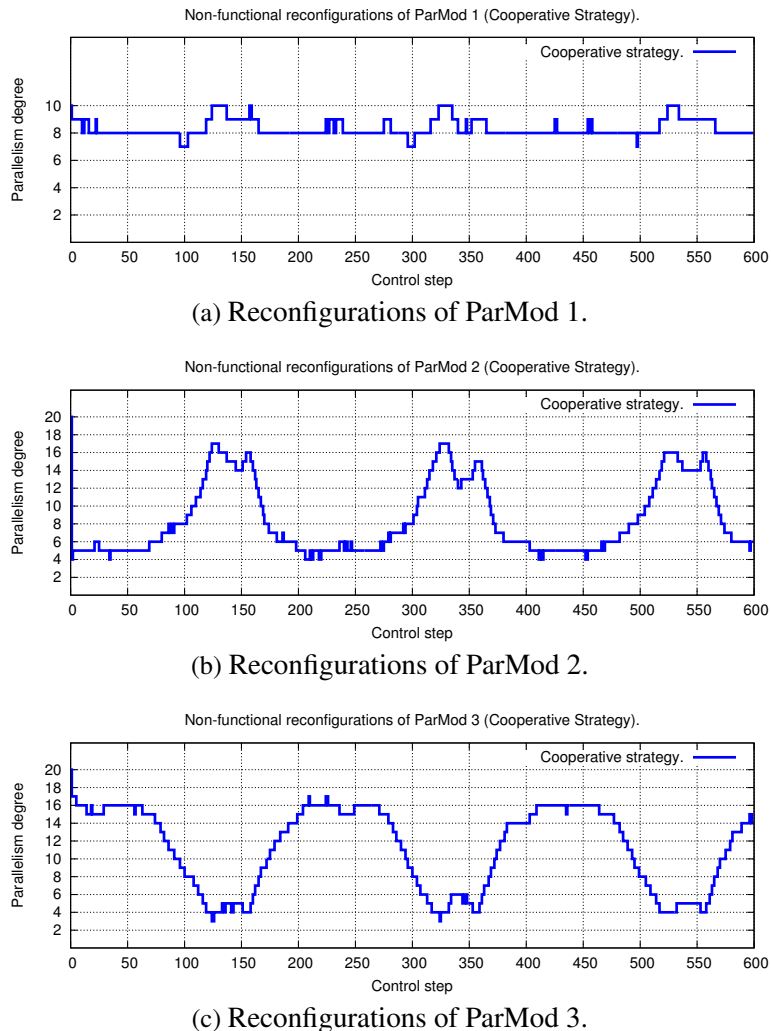 Non-functional reconfigurations of ParMod 1 (Cooperative Strategy).
Cooperative strategy.
Parallelism degree
10
8
6
4
2
0 50 100 150 200 250 300 350 400 450 500 550 600
Control step
(a) Reconfigurations of ParMod 1.
Non-functional reconfigurations of ParMod 2 (Cooperative Strategy).
Cooperative strategy.
Parallelism degree
20
18
16
14
12
10
8
6
4
2
0 50 100 150 200 250 300 350 400 450 500 550 600
Control step
(b) Reconfigurations of ParMod 2.
Non-functional reconfigurations of ParMod 3 (Cooperative Strategy).
Cooperative strategy.
Parallelism degree
20
18
16
14
12
10
8
6
4
2
0 50 100 150 200 250 300 350 400 450 500 550 600
Control step
(c) Reconfigurations of ParMod 3.